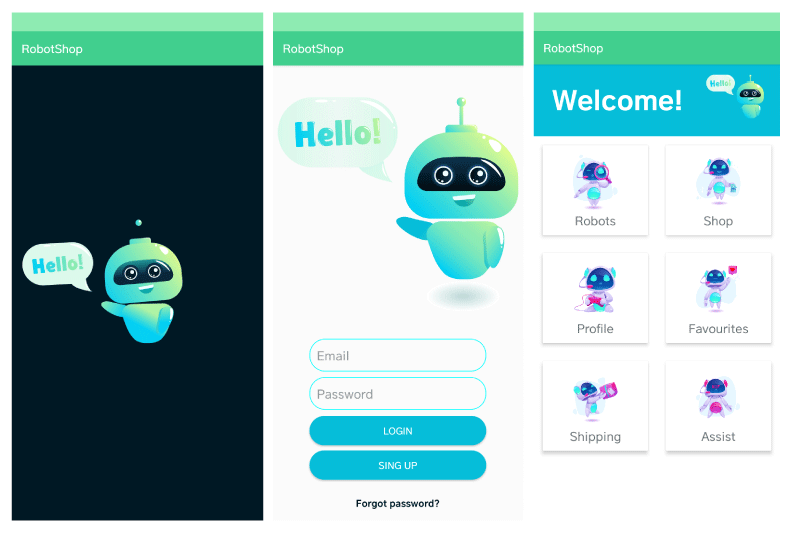 RobotShop
Hello!
RobotShop
Hello!
Email
Password
LOGIN
SING UP
Forgot password?
RobotShop
Welcome!
Hello!
Robots
Shop
Profile
Favourites
Shipping
Assist